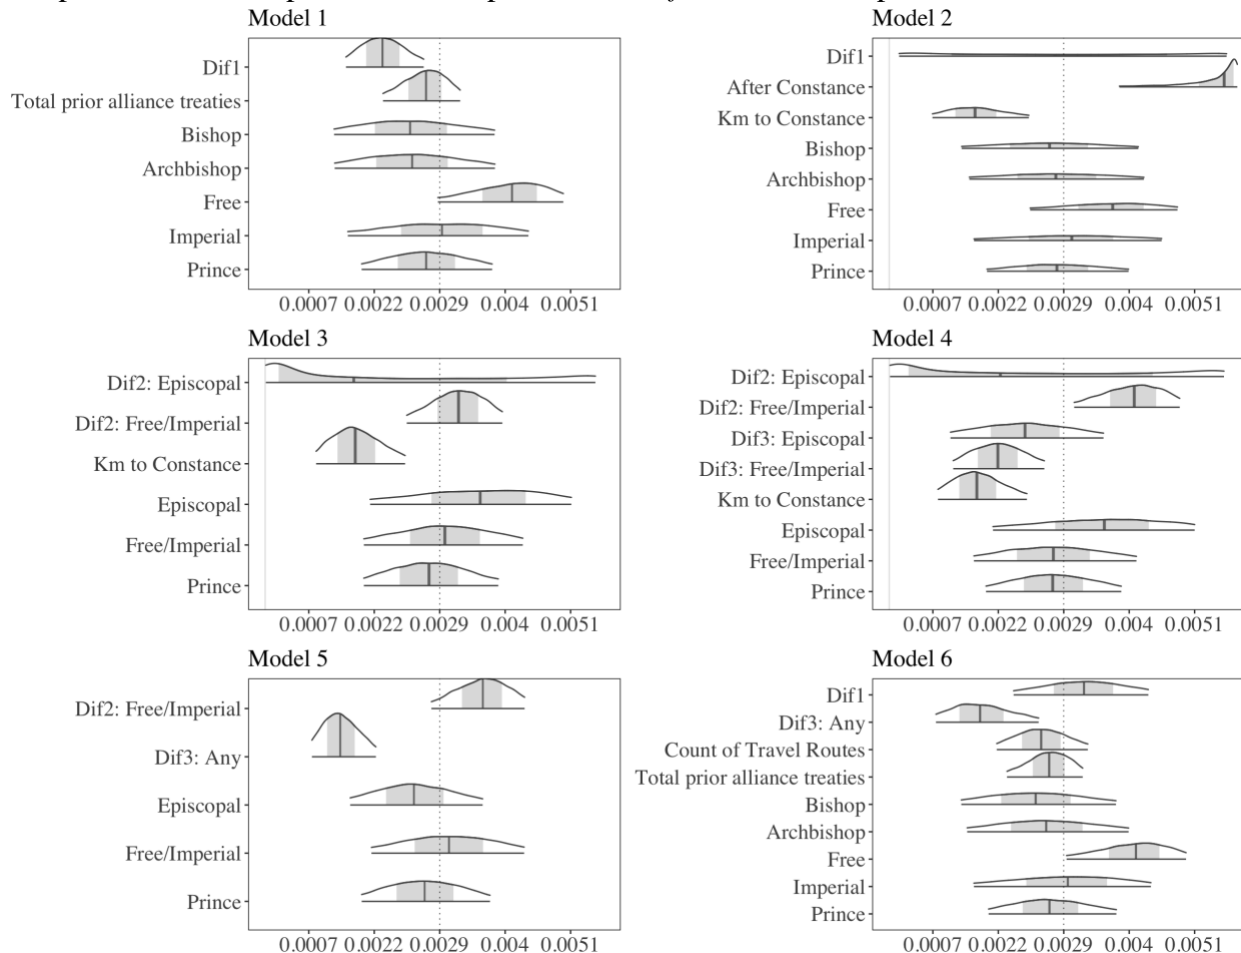 Model 1
Dif1
Total prior alliance treaties
Bishop
Archbishop
Free
Imperial
Prince
0.0007 0.0022 0.0029 0.004 0.0051
Model 2
Dif1
After Constance
Km to Constance
Bishop
Archbishop
Free
Imperial
Prince
0.0007 0.0022 0.0029 0.004 0.0051
Model 3
Dif2: Episcopal
Dif2: Free/Imperial
Km to Constance
Episcopal
Free/Imperial
Prince
0.0007 0.0022 0.0029 0.004 0.0051
Model 4
Dif2: Episcopal
Dif2: Free/Imperial
Dif3: Episcopal
Dif3: Free/Imperial
Km to Constance
Episcopal
Free/Imperial
Prince
0.0007 0.0022 0.0029 0.004 0.0051
Model 5
Dif2: Free/Imperial
Dif3: Any
Episcopal
Free/Imperial
Prince
0.0007 0.0022 0.0029 0.004 0.0051
Model 6
Dif1
Dif3: Any
Count of Travel Routes
Total prior alliance treaties
Bishop
Archbishop
Free
Imperial
Prince
0.0007 0.0022 0.0029 0.004 0.0051